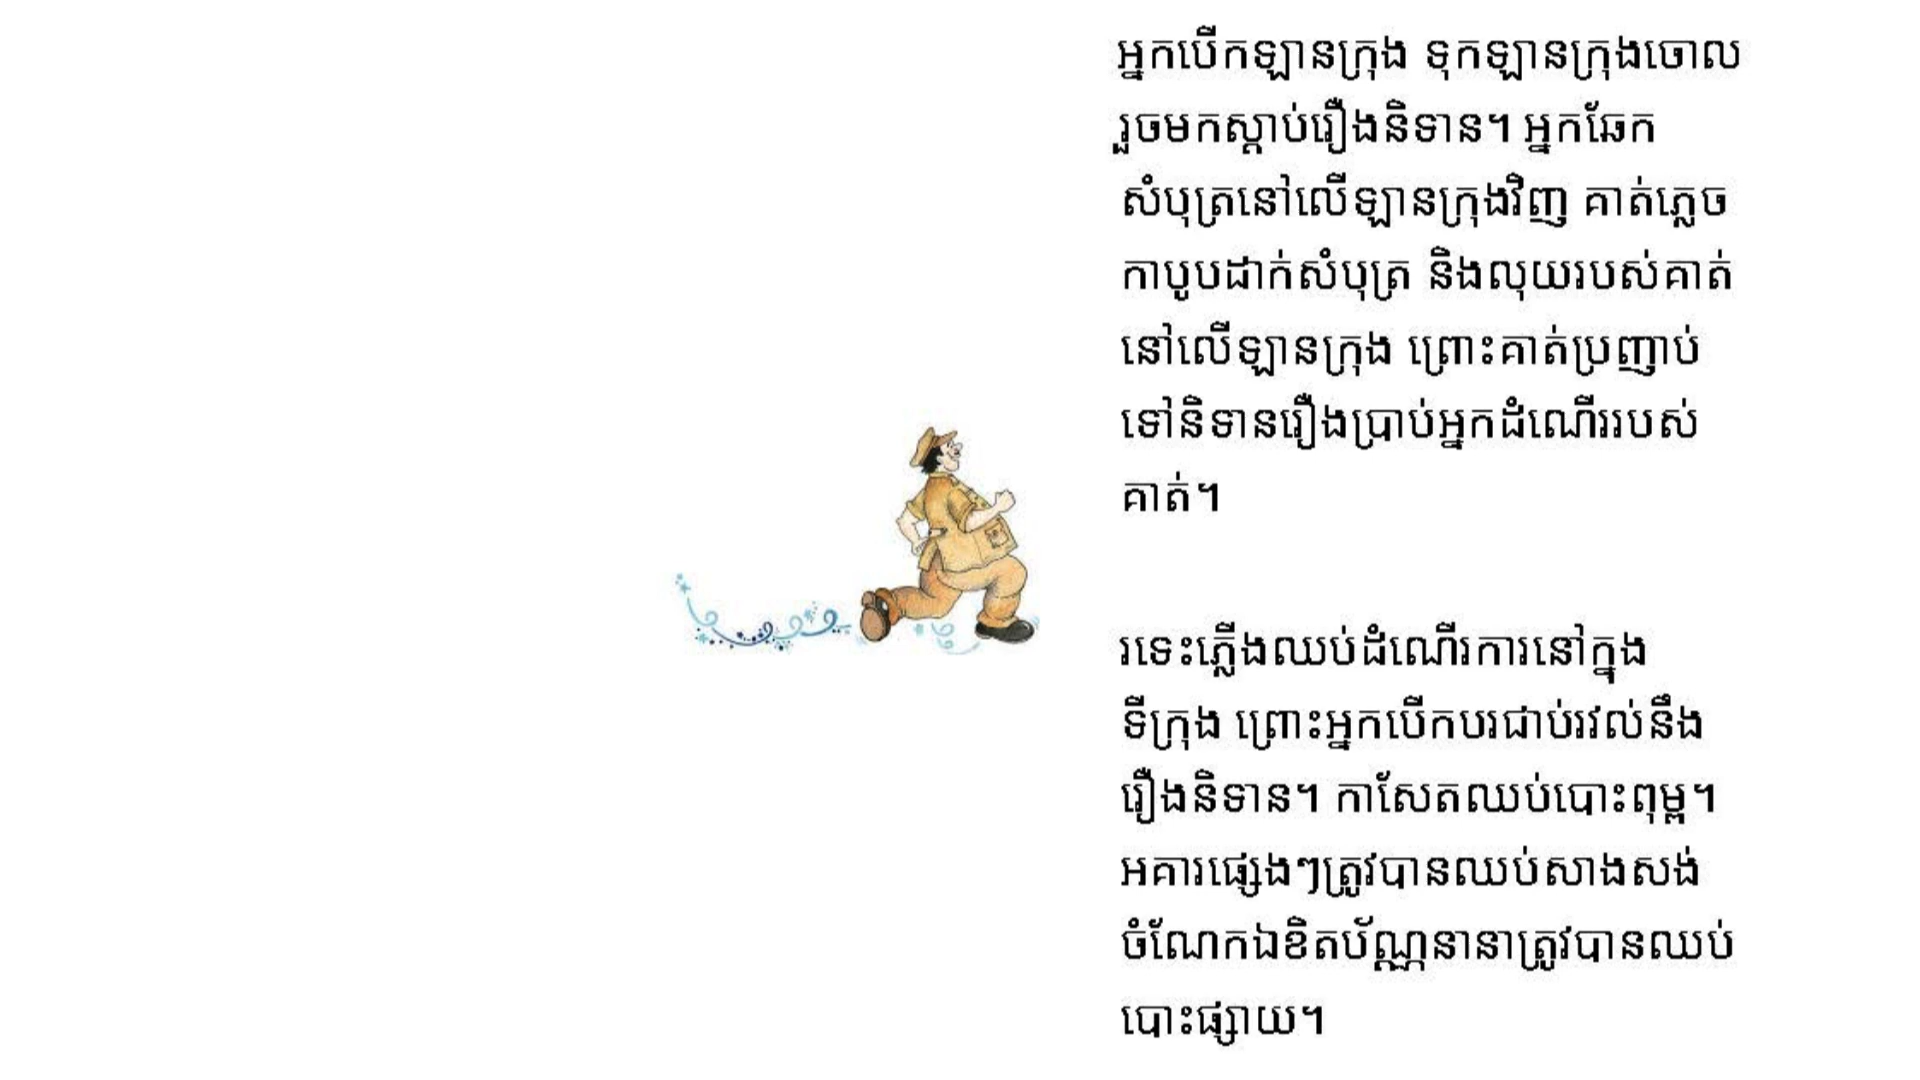 អ្នកបើកឡានក្រុង ទុកឡានក្រុងចោល
រួចមកស្តាប់រឿងនិទាន។ អ្នកឆែក
សំបុត្រនៅលើឡានក្រុងវិញ គាត់ភ្លេច
កាបូបដាក់សំបុត្រ និងលុយរបស់គាត់
នៅលើឡានក្រុង ព្រោះគាត់ប្រញាប់
ទៅនិទានរឿងប្រាប់អ្នកដំណើររបស់
គាត់។
រទេះភ្លើងឈប់ដំណើរការនៅក្នុង
ទីក្រុង ព្រោះអ្នកបើកបរជាប់រវល់នឹង
រឿងនិទាន។ កាសែតឈប់បោះពុម្ព។
អគារផ្សេងៗត្រូវបានឈប់សាងសង់
ចំណែកឯខិតប័ណ្ណនានាត្រូវបានឈប់
បោះផ្សាយ។